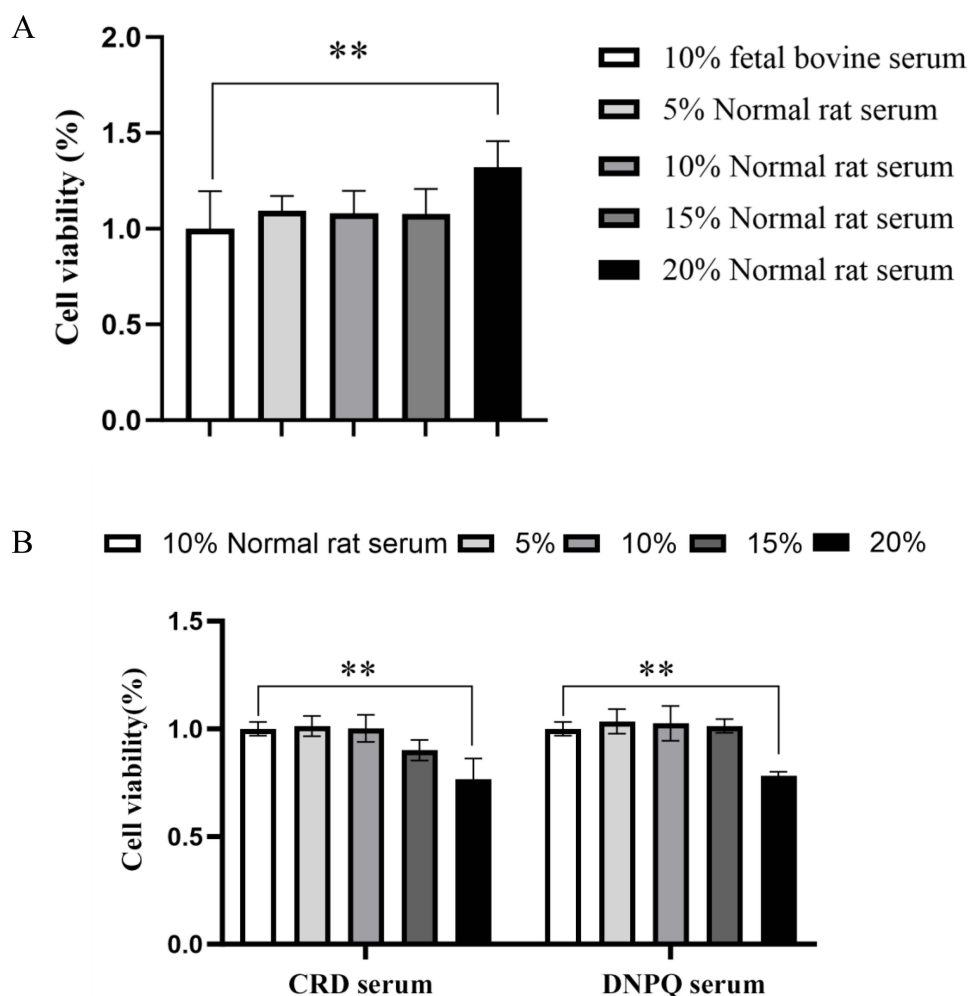 A
2.0
1.5
1.0
0.5
0.0
Cell viability (%)
**
10% fetal bovine serum
5% Normal rat serum
10% Normal rat serum
15% Normal rat serum
20% Normal rat serum
B
10% Normal rat serum 5% 10% 15% 20%
1.5
1.0
0.5
0.0
Cell viability(%)
** **
CRD serum DNPQ serum